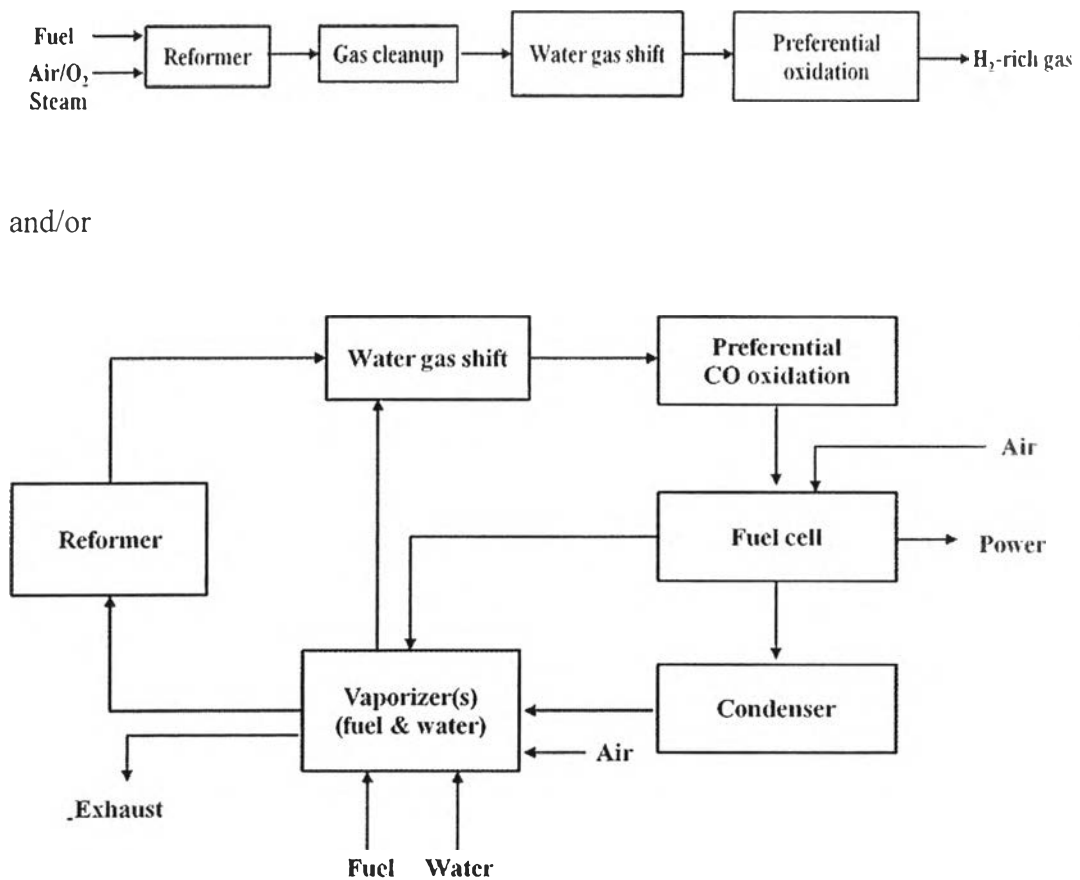 Fuel
Air/O₂
Steam
Reformer
Gas cleanup
Water gas shift
Preferential
oxidation
H₂-rich gas
and/or
Water gas shift
Preferential
CO oxidation
Air
Reformer
Fuel cell
Power
Vaporizer(s)
(fuel & water)
Condenser
Air
Exhaust
Fuel Water